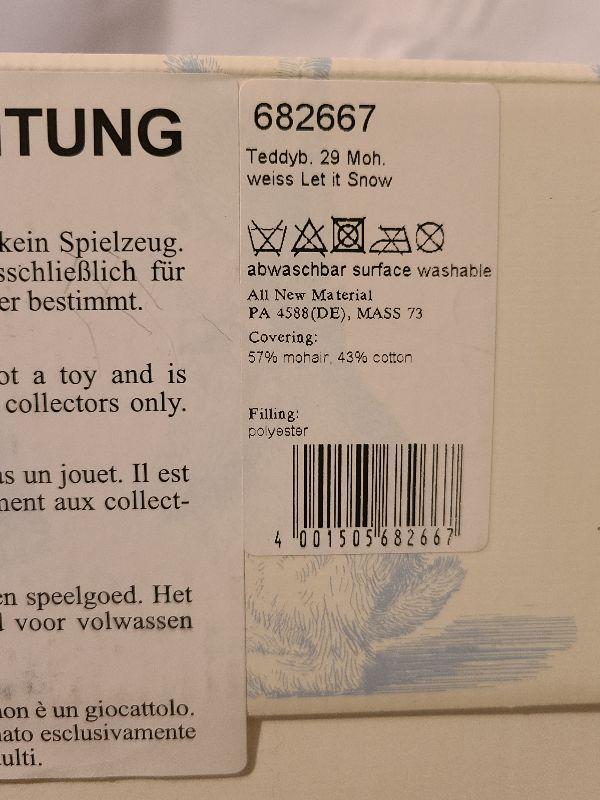 TUNG
kein Spielzeug.
sschließlich für
er bestimmt.
ot a toy and is
collectors only.
as un jouet. Il est
ment aux collect-
en speelgoed. Het
d voor volwassen
non è un giocattolo.
nato esclusivamente
ulti.
682667
Teddyb. 29 Moh.
weiss Let it Snow
abwaschbar surface washable
All New Material
PA 4588(DE), MASS 73
Covering:
57% mohair, 43% cotton
Filling:
polyester
4 001505 682667